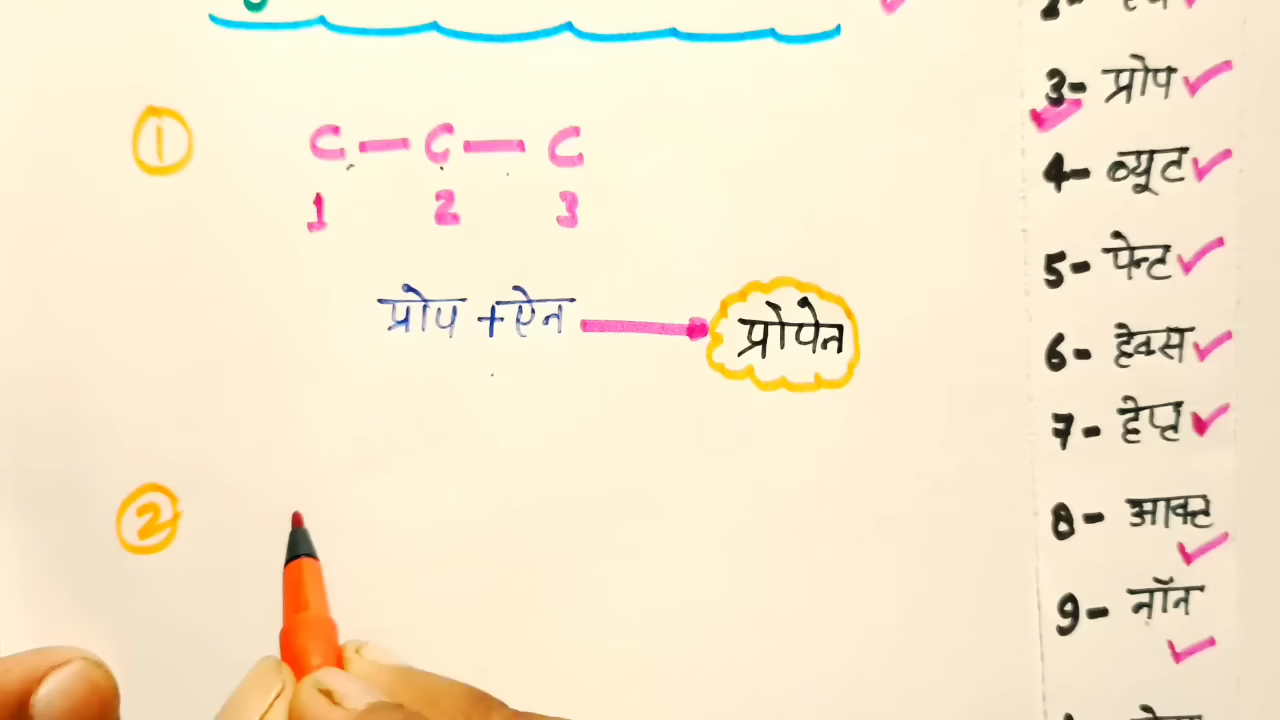 ①
C — C — C
1 2 3
प्रोप + ऐन
प्रोपेन
②
3- प्रोप
4- ब्यूट
5- पेन्ट
6- हेक्स
7- हेप्ट
8- आक्ट
9- नॉन